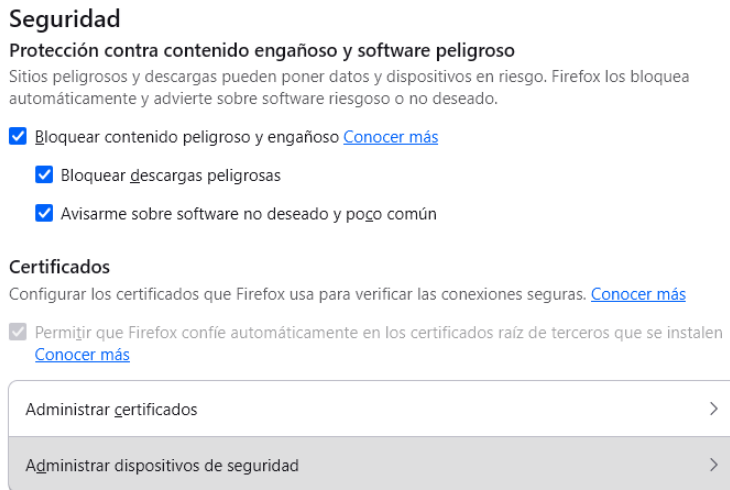 Seguridad
Protección contra contenido engañoso y software peligroso
Sitios peligrosos y descargas pueden poner datos y dispositivos en riesgo. Firefox los bloquea
automáticamente y advierte sobre software riesgoso o no deseado.
Bloquear contenido peligroso y engañoso Conocer más
Bloquear descargas peligrosas
Avisarme sobre software no deseado y poco común
Certificados
Configurar los certificados que Firefox usa para verificar las conexiones seguras. Conocer más
Permitir que Firefox confíe automáticamente en los certificados raíz de terceros que se instalen
Conocer más
Administrar certificados
Administrar dispositivos de seguridad